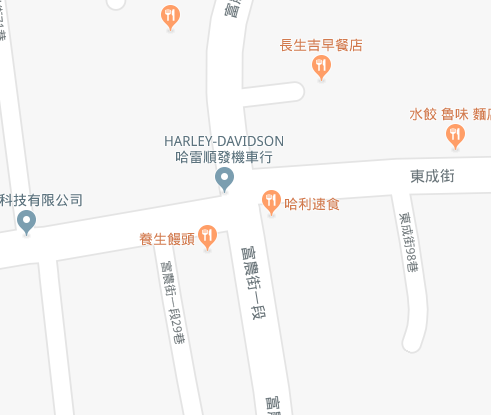 長生吉早餐店
水餃 魯味 麵
HARLEY-DAVIDSON
哈雷順發機車行
東成街
科技有限公司
哈利速食
養生饅頭
東成街98巷
富農街一段
富農街一段29巷
富